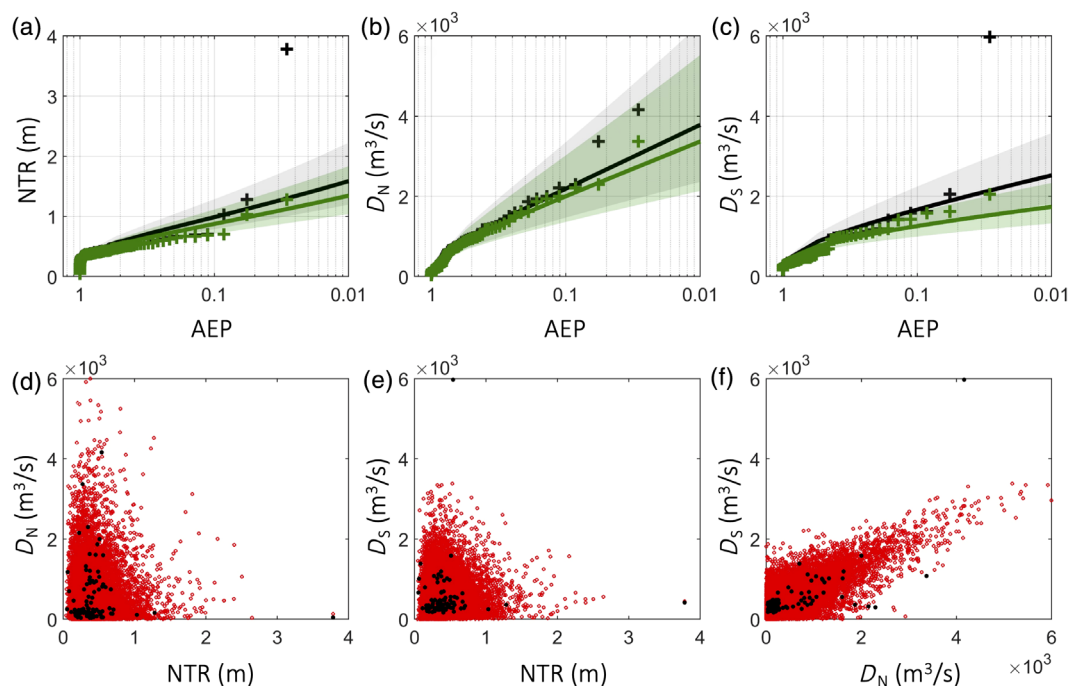 (a) (b) × 10³ (c) × 10³
4 6 6
3
4 4
2
2 2
1
0 0 0
NTR (m) D_N (m³/s) D_S (m³/s)
1 0.1 0.01 1 0.1 0.01 1 0.1 0.01
AEP AEP AEP
(d) × 10³ (e) × 10³ (f) × 10³
6 6 6
4 4 4
2 2 2
0 0 0
D_N (m³/s) D_S (m³/s) D_S (m³/s)
0 1 2 3 4 0 1 2 3 4 0 2 4 6
NTR (m) NTR (m) D_N (m³/s) × 10³